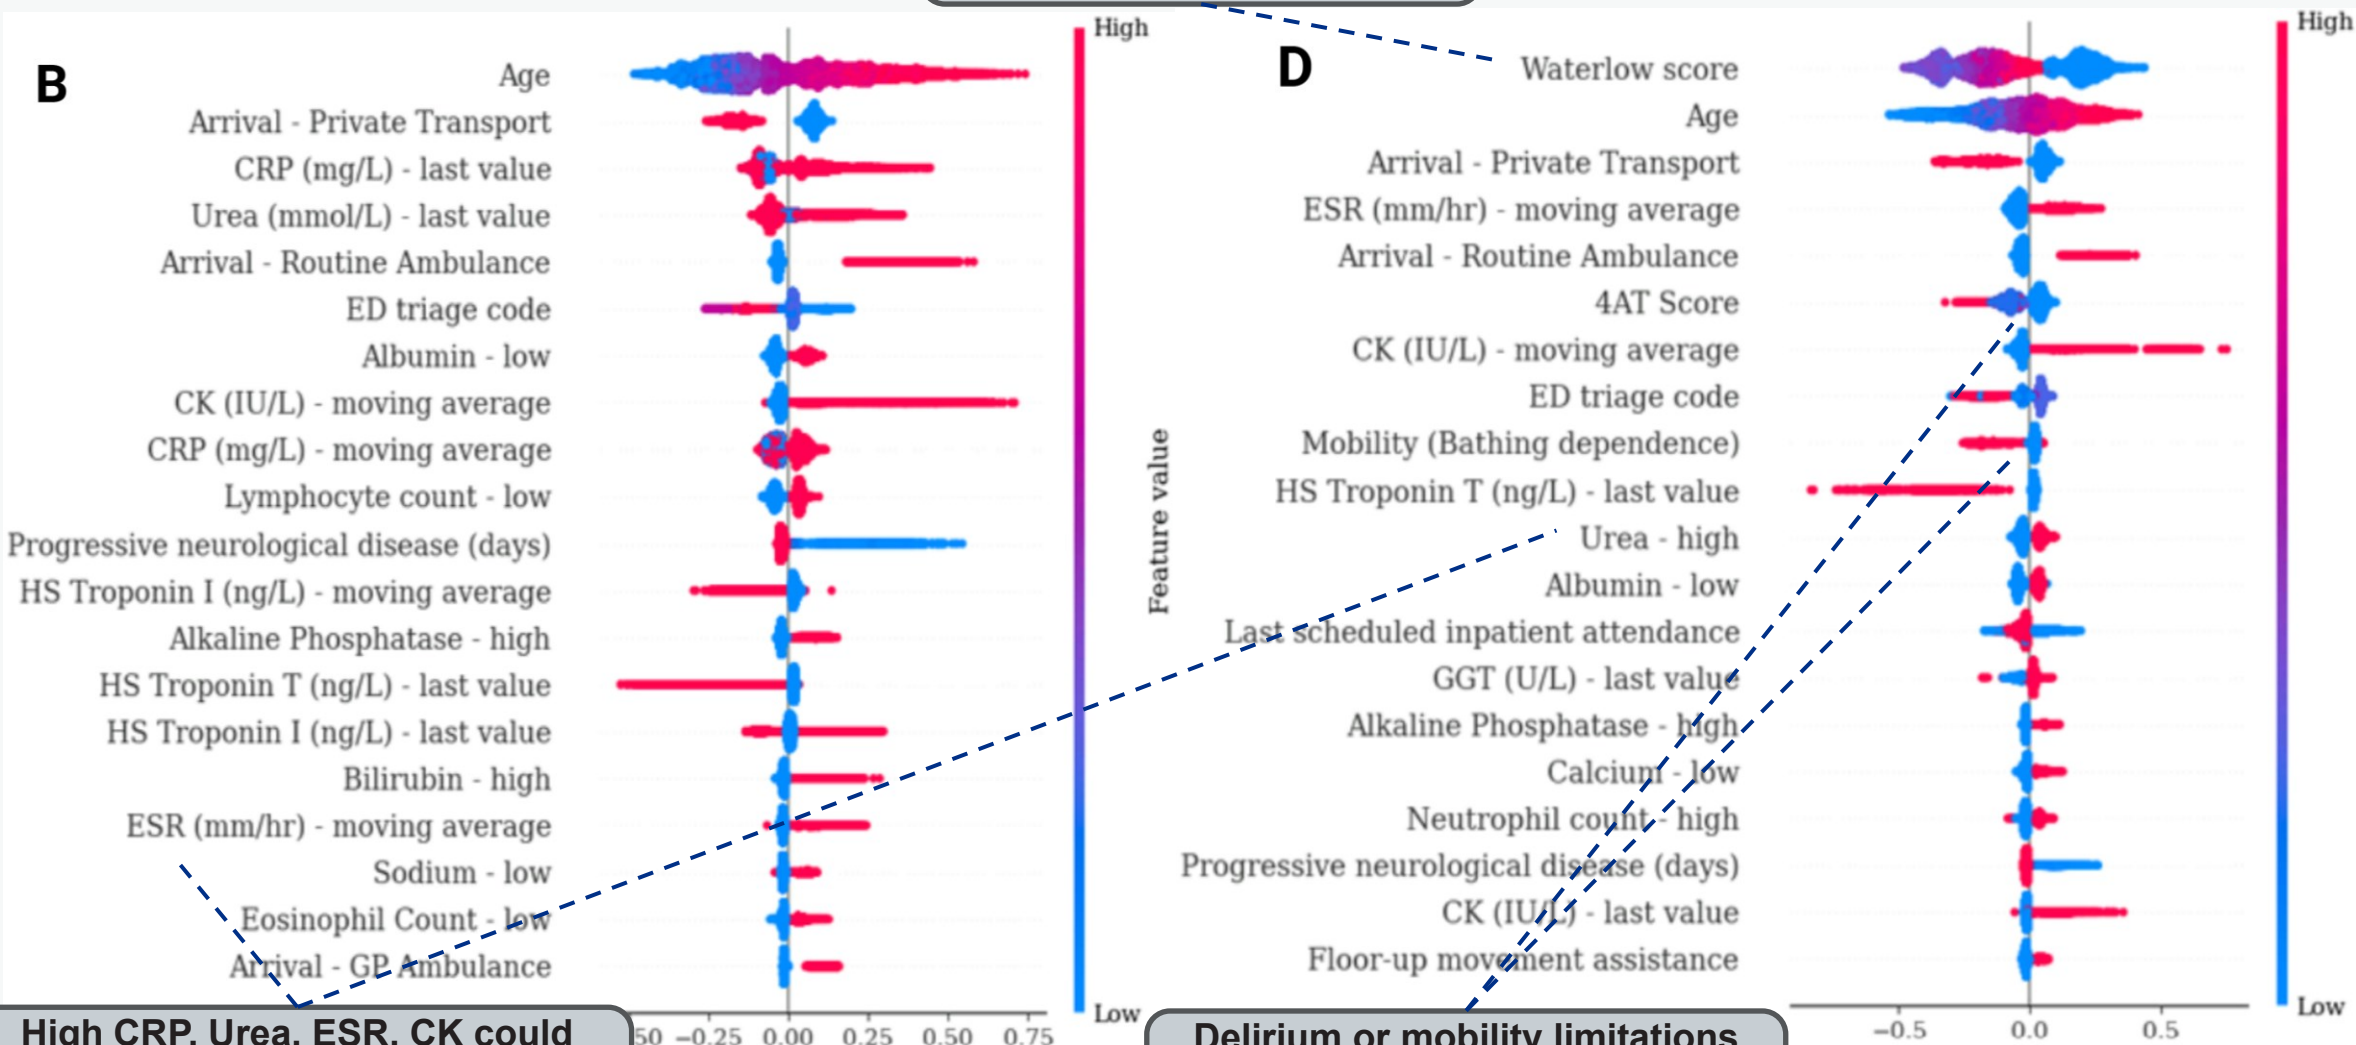 B
High
Age
Arrival - Private Transport
CRP (mg/L) - last value
Urea (mmol/L) - last value
Arrival - Routine Ambulance
ED triage code
Albumin - low
CK (IU/L) - moving average
CRP (mg/L) - moving average
Lymphocyte count - low
Progressive neurological disease (days)
HS Troponin I (ng/L) - moving average
Alkaline Phosphatase - high
HS Troponin T (ng/L) - last value
HS Troponin I (ng/L) - last value
Bilirubin - high
ESR (mm/hr) - moving average
Sodium - low
Eosinophil Count - low
Arrival - GP Ambulance
Low
50 −0.25 0.00 0.25 0.50 0.75
Feature value
High CRP, Urea, ESR, CK could
D
High
Waterlow score
Age
Arrival - Private Transport
ESR (mm/hr) - moving average
Arrival - Routine Ambulance
4AT Score
CK (IU/L) - moving average
ED triage code
Mobility (Bathing dependence)
HS Troponin T (ng/L) - last value
Urea - high
Albumin - low
Last scheduled inpatient attendance
GGT (U/L) - last value
Alkaline Phosphatase - high
Calcium - low
Neutrophil count - high
Progressive neurological disease (days)
CK (IU/L) - last value
Floor-up movement assistance
Low
−0.5 0.0 0.5
Delirium or mobility limitations